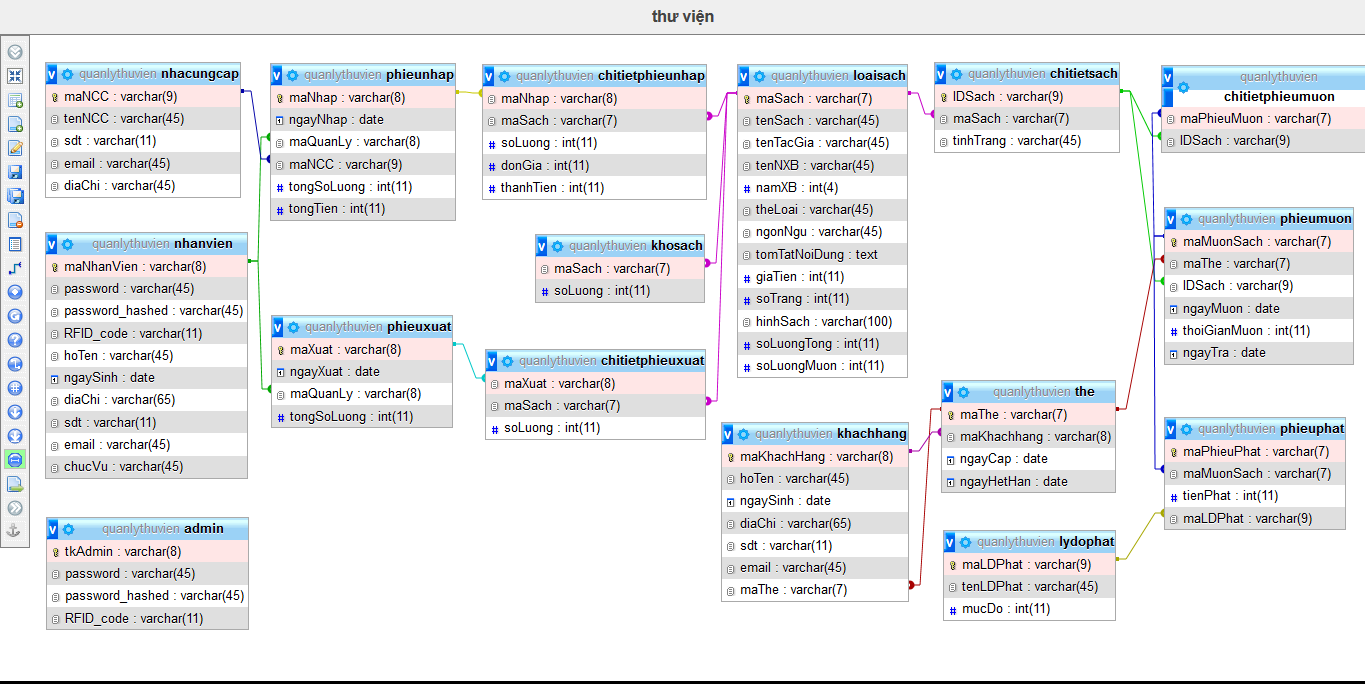 thư viện
quanlythuvien nhacungcap
maNCC : varchar(9)
tenNCC : varchar(45)
sdt : varchar(11)
email : varchar(45)
diaChi : varchar(45)
quanlythuvien nhanvien
maNhanVien : varchar(8)
password : varchar(45)
password_hashed : varchar(45)
RFID_code : varchar(11)
hoTen : varchar(45)
ngaySinh : date
diaChi : varchar(65)
sdt : varchar(11)
email : varchar(45)
chucVu : varchar(45)
quanlythuvien admin
tkAdmin : varchar(8)
password : varchar(45)
password_hashed : varchar(45)
RFID_code : varchar(11)
quanlythuvien phieunhap
maNhap : varchar(8)
ngayNhap : date
maQuanLy : varchar(8)
maNCC : varchar(9)
# tongSoLuong : int(11)
# tongTien : int(11)
quanlythuvien phieuxuat
maXuat : varchar(8)
ngayXuat : date
maQuanLy : varchar(8)
# tongSoLuong : int(11)
quanlythuvien chitietphieunhap
maNhap : varchar(8)
maSach : varchar(7)
# soLuong : int(11)
# donGia : int(11)
# thanhTien : int(11)
quanlythuvien khosach
maSach : varchar(7)
# soLuong : int(11)
quanlythuvien chitietphieuxuat
maXuat : varchar(8)
maSach : varchar(7)
# soLuong : int(11)
quanlythuvien loaisach
maSach : varchar(7)
tenSach : varchar(45)
tenTacGia : varchar(45)
tenNXB : varchar(45)
# namXB : int(4)
theLoai : varchar(45)
ngonNgu : varchar(45)
tomTatNoiDung : text
# giaTien : int(11)
# soTrang : int(11)
hinhSach : varchar(100)
# soLuongTong : int(11)
# soLuongMuon : int(11)
quanlythuvien khachhang
maKhachHang : varchar(8)
hoTen : varchar(45)
ngaySinh : date
diaChi : varchar(65)
sdt : varchar(11)
email : varchar(45)
maThe : varchar(7)
quanlythuvien chitietsach
IDSach : varchar(9)
maSach : varchar(7)
tinhTrang : varchar(45)
quanlythuvien the
maThe : varchar(7)
maKhachhang : varchar(8)
ngayCap : date
ngayHetHan : date
quanlythuvien lydophat
maLDPhat : varchar(9)
tenLDPhat : varchar(45)
# mucDo : int(11)
quanlythuvien
chitietphieumuon
maPhieuMuon : varchar(7)
IDSach : varchar(9)
quanlythuvien phieumuon
maMuonSach : varchar(7)
maThe : varchar(7)
IDSach : varchar(9)
ngayMuon : date
# thoiGianMuon : int(11)
ngayTra : date
quanlythuvien phieuphat
maPhieuPhat : varchar(7)
maMuonSach : varchar(7)
# tienPhat : int(11)
maLDPhat : varchar(9)